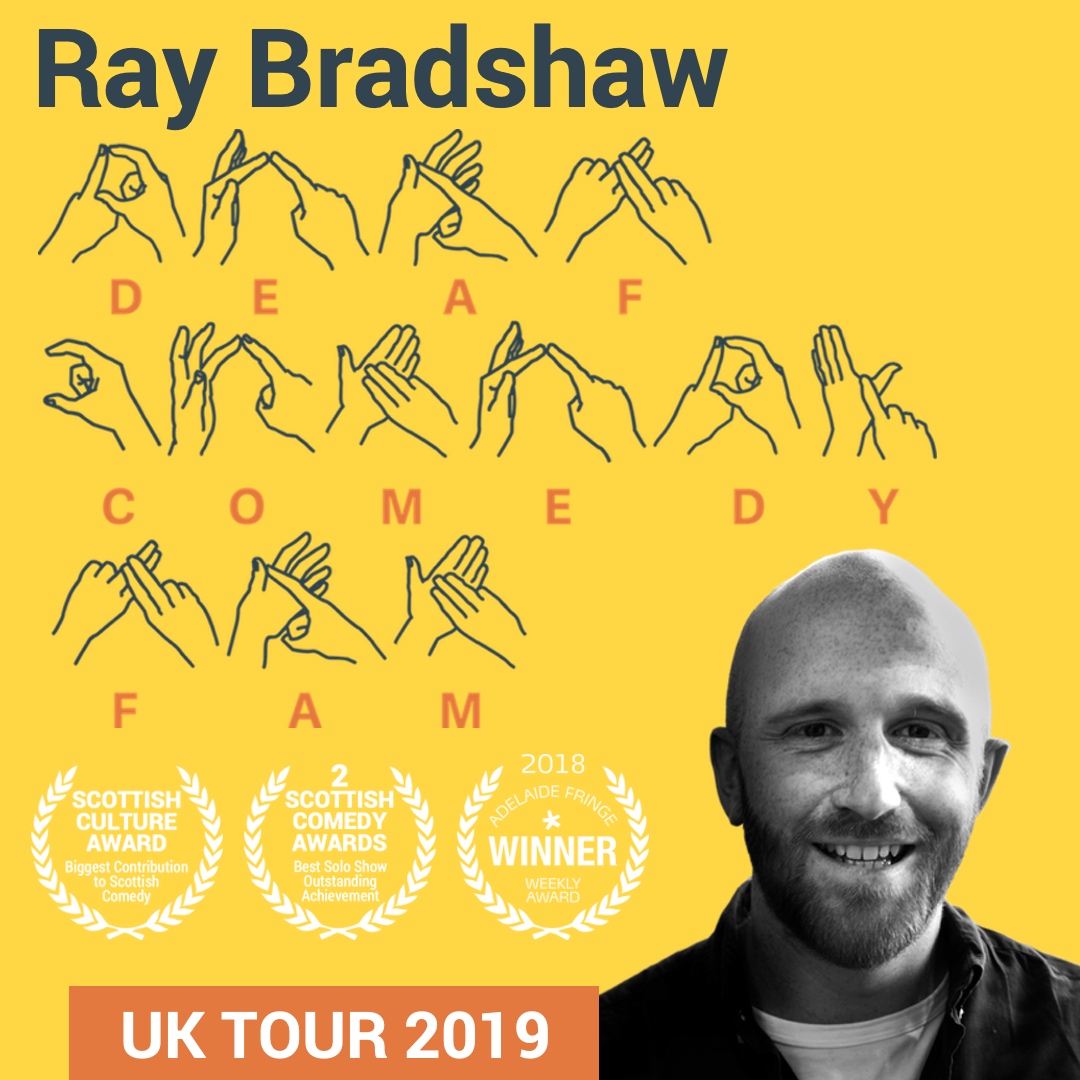 Ray Bradshaw
D E A F
C O M E D Y
F A M
SCOTTISH
CULTURE
AWARD
Biggest Contribution
to Scottish
Comedy
2
SCOTTISH
COMEDY
AWARDS
Best Solo Show
Outstanding
Achievement
2018
ADELAIDE FRINGE
WINNER
WEEKLY
AWARD
UK TOUR 2019